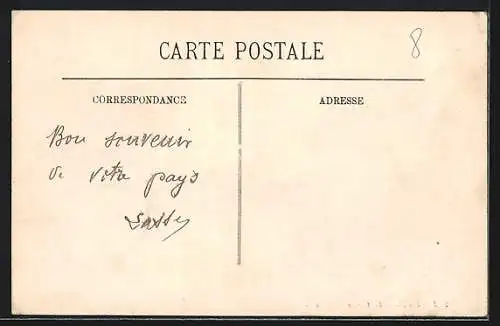 CARTE POSTALE
8
CORRESPONDANCE
ADRESSE
Bon souvenir
de votre pays